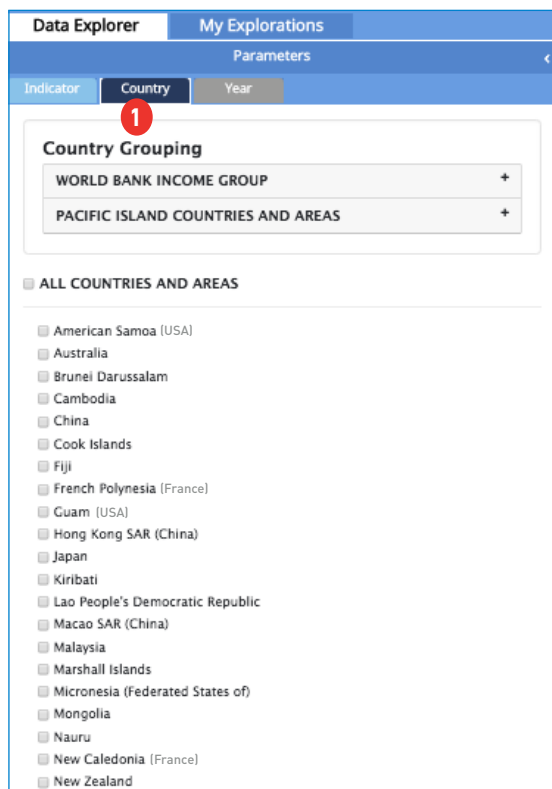 Data Explorer My Explorations
Parameters <
Indicator Country Year
1
Country Grouping
WORLD BANK INCOME GROUP +
PACIFIC ISLAND COUNTRIES AND AREAS +
ALL COUNTRIES AND AREAS
American Samoa (USA)
Australia
Brunei Darussalam
Cambodia
China
Cook Islands
Fiji
French Polynesia (France)
Guam (USA)
Hong Kong SAR (China)
Japan
Kiribati
Lao People's Democratic Republic
Macao SAR (China)
Malaysia
Marshall Islands
Micronesia (Federated States of)
Mongolia
Nauru
New Caledonia (France)
New Zealand